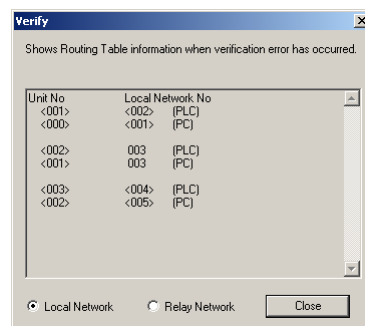 Verify
Shows Routing Table information when verification error has occurred.
Unit No Local Network No
<001> <002> (PLC)
<000> <001> (PC)
<002> 003 (PLC)
<001> 003 (PC)
<003> <004> (PLC)
<002> <005> (PC)
Local Network Relay Network Close